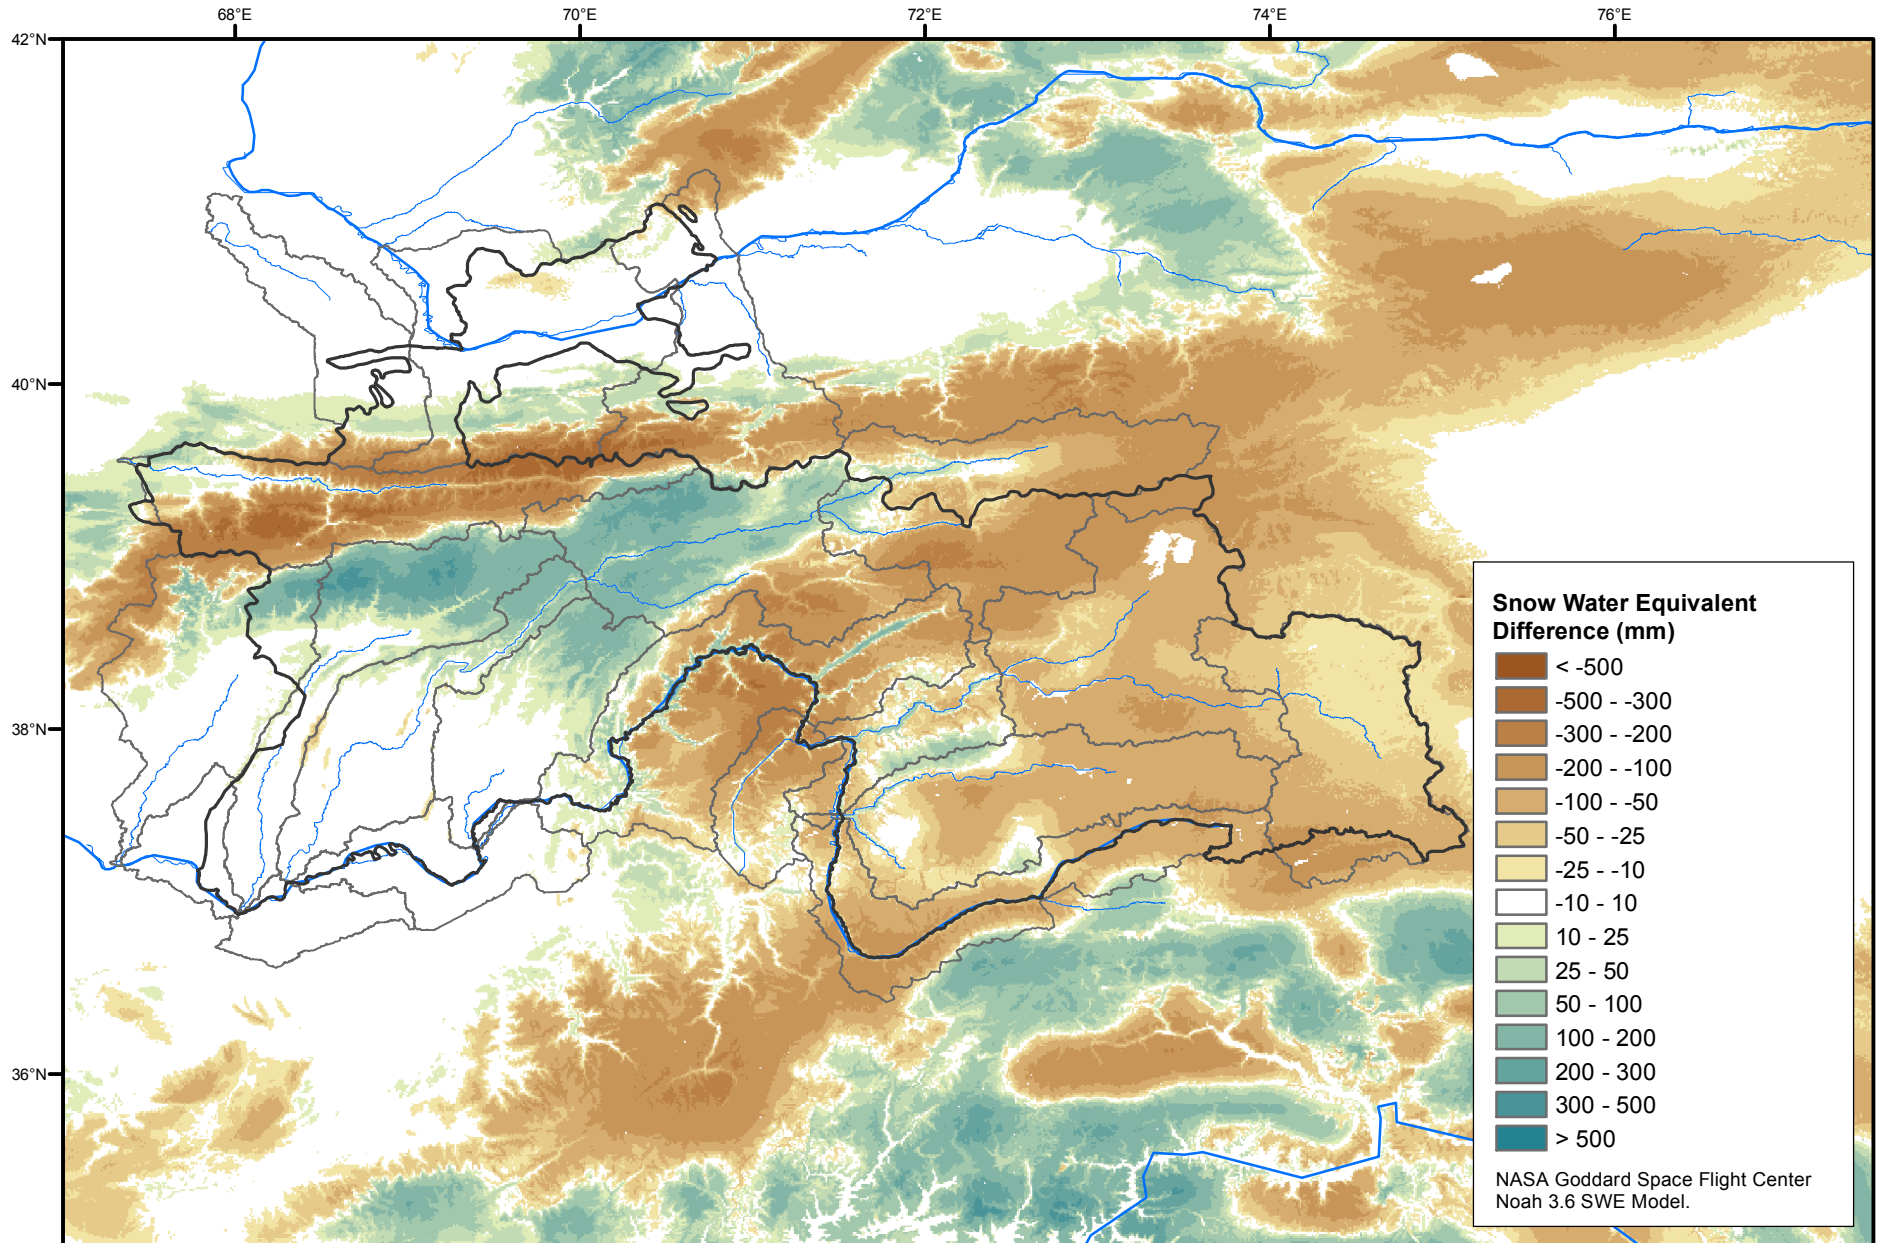 68°E 70°E 72°E 74°E 76°E
42°N
40°N
38°N
36°N
Snow Water Equivalent
Difference (mm)
< -500
-500 - -300
-300 - -200
-200 - -100
-100 - -50
-50 - -25
-25 - -10
-10 - 10
10 - 25
25 - 50
50 - 100
100 - 200
200 - 300
300 - 500
> 500
NASA Goddard Space Flight Center
Noah 3.6 SWE Model.